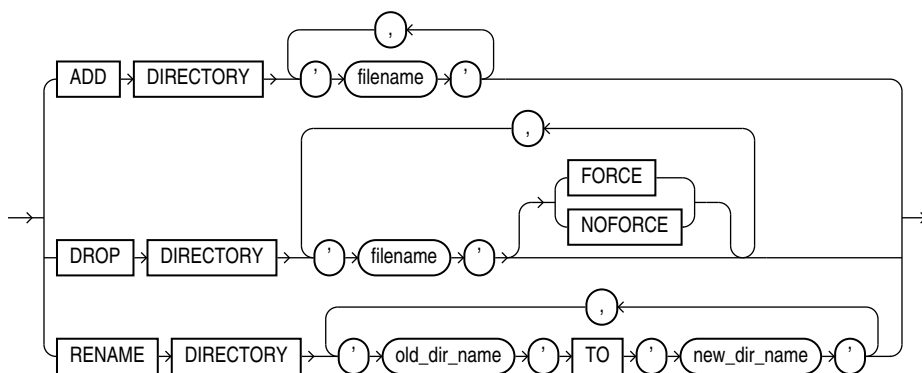 ,
ADD DIRECTORY ' filename '
,
FORCE
NOFORCE
DROP DIRECTORY ' filename '
,
RENAME DIRECTORY ' old_dir_name ' TO ' new_dir_name '